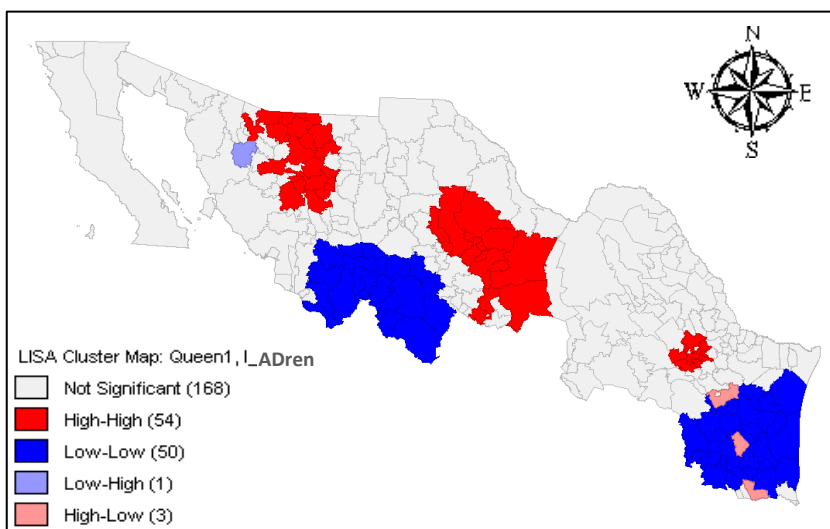 N
W E
S
LISA Cluster Map: Queen1, I_ADren
Not Significant (168)
High-High (54)
Low-Low (50)
Low-High (1)
High-Low (3)